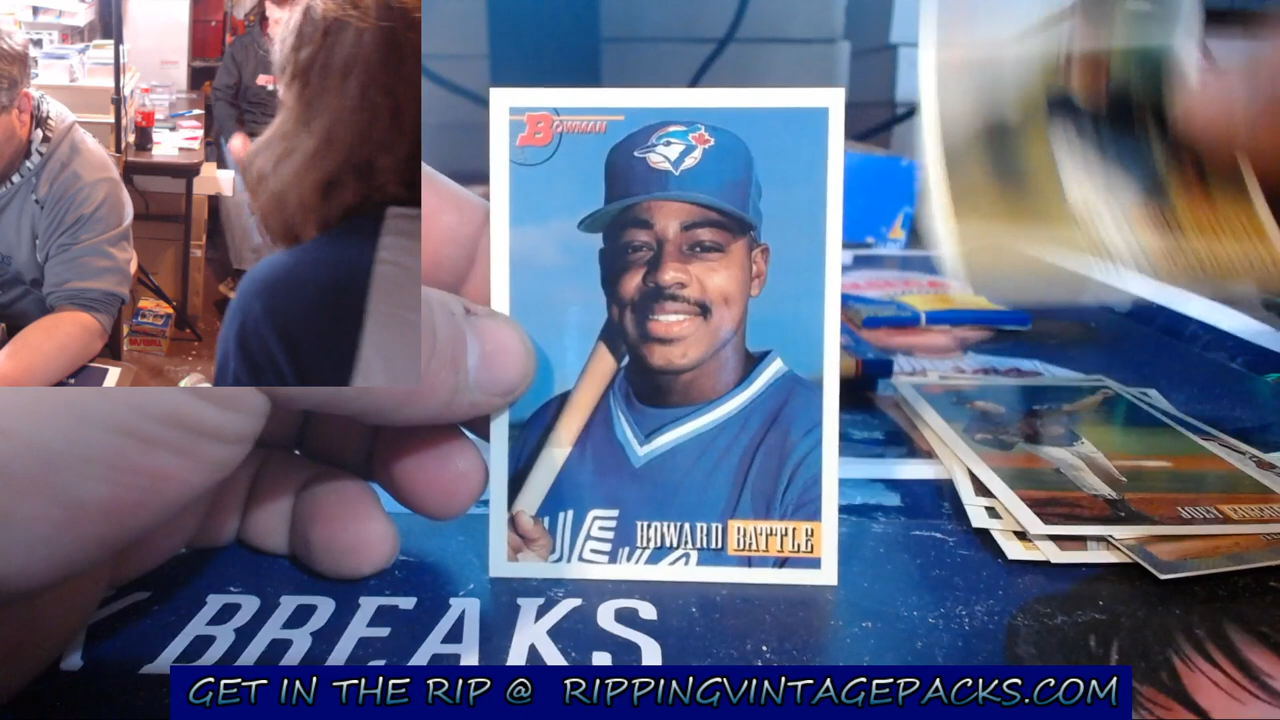 BOWMAN
HOWARD BATTLE
BREAKS
GET IN THE RIP @ RIPPINGVINTAGEPACKS.COM